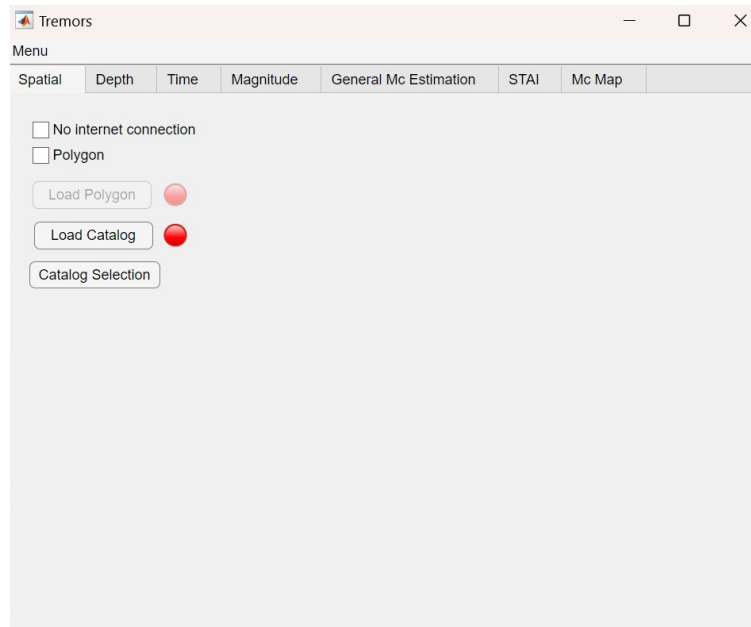 Tremors
Menu
Spatial Depth Time Magnitude General Mc Estimation STAI Mc Map
No internet connection
Polygon
Load Polygon
Load Catalog
Catalog Selection